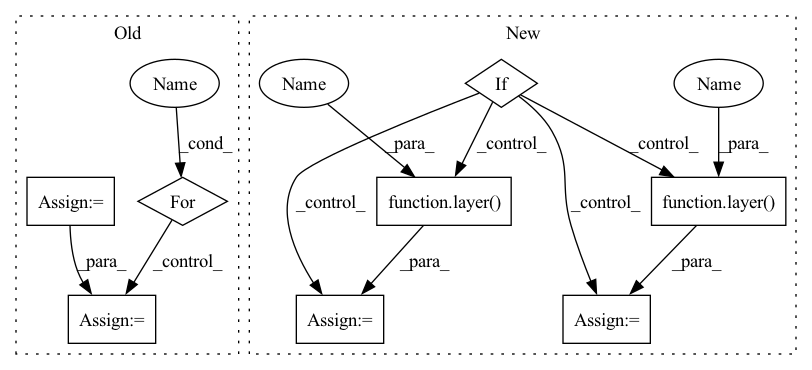 Old
New
Name
Name
If
Name
_cond_
_para_
_control_
_control_
_para_
Assign:=
For
function.layer()
function.layer()
_control_
_control_
_para_
_control_
_para_
_para_
Assign:=
Assign:=
Assign:=